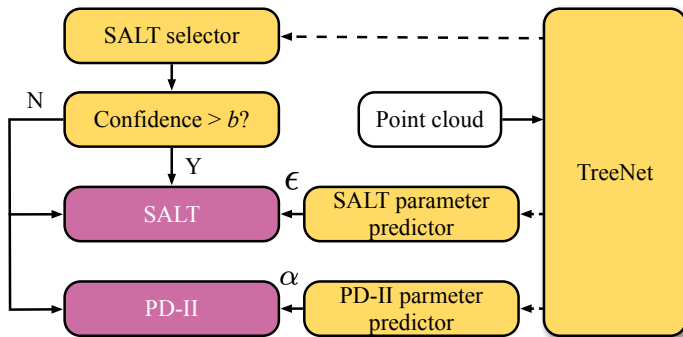 SALT selector
N
Confidence > b?
Point cloud
Y
TreeNet
ϵ
SALT
SALT parameter
predictor
α
PD-II
PD-II parmeter
predictor